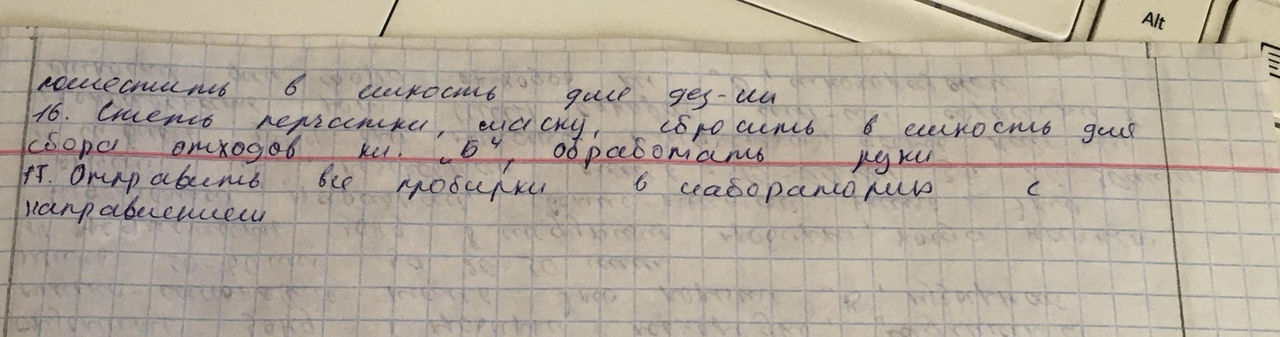 Alt
поместить в емкость для дез-ии
16. Снять перчатки, маску, сбросить в емкость для
сбора отходов кл. „Б“, обработать руки
17. Отправить все пробирки в лабораторию с
направлением